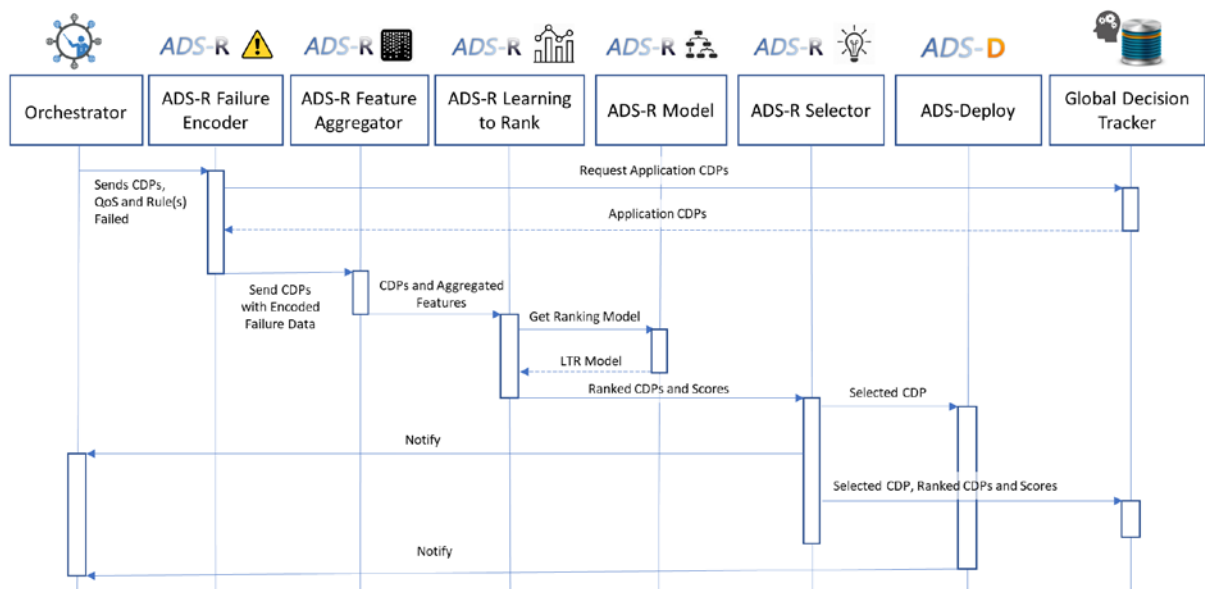 ADS-R
ADS-R
ADS-R
ADS-R
ADS-R
ADS-D
Orchestrator
ADS-R Failure
Encoder
ADS-R Feature
Aggregator
ADS-R Learning
to Rank
ADS-R Model
ADS-R Selector
ADS-Deploy
Global Decision
Tracker
Sends CDPs,
QoS and Rule(s)
Failed
Request Application CDPs
Application CDPs
Send CDPs
with Encoded
Failure Data
CDPs and Aggregated
Features
Get Ranking Model
LTR Model
Ranked CDPs and Scores
Selected CDP
Notify
Selected CDP, Ranked CDPs and Scores
Notify